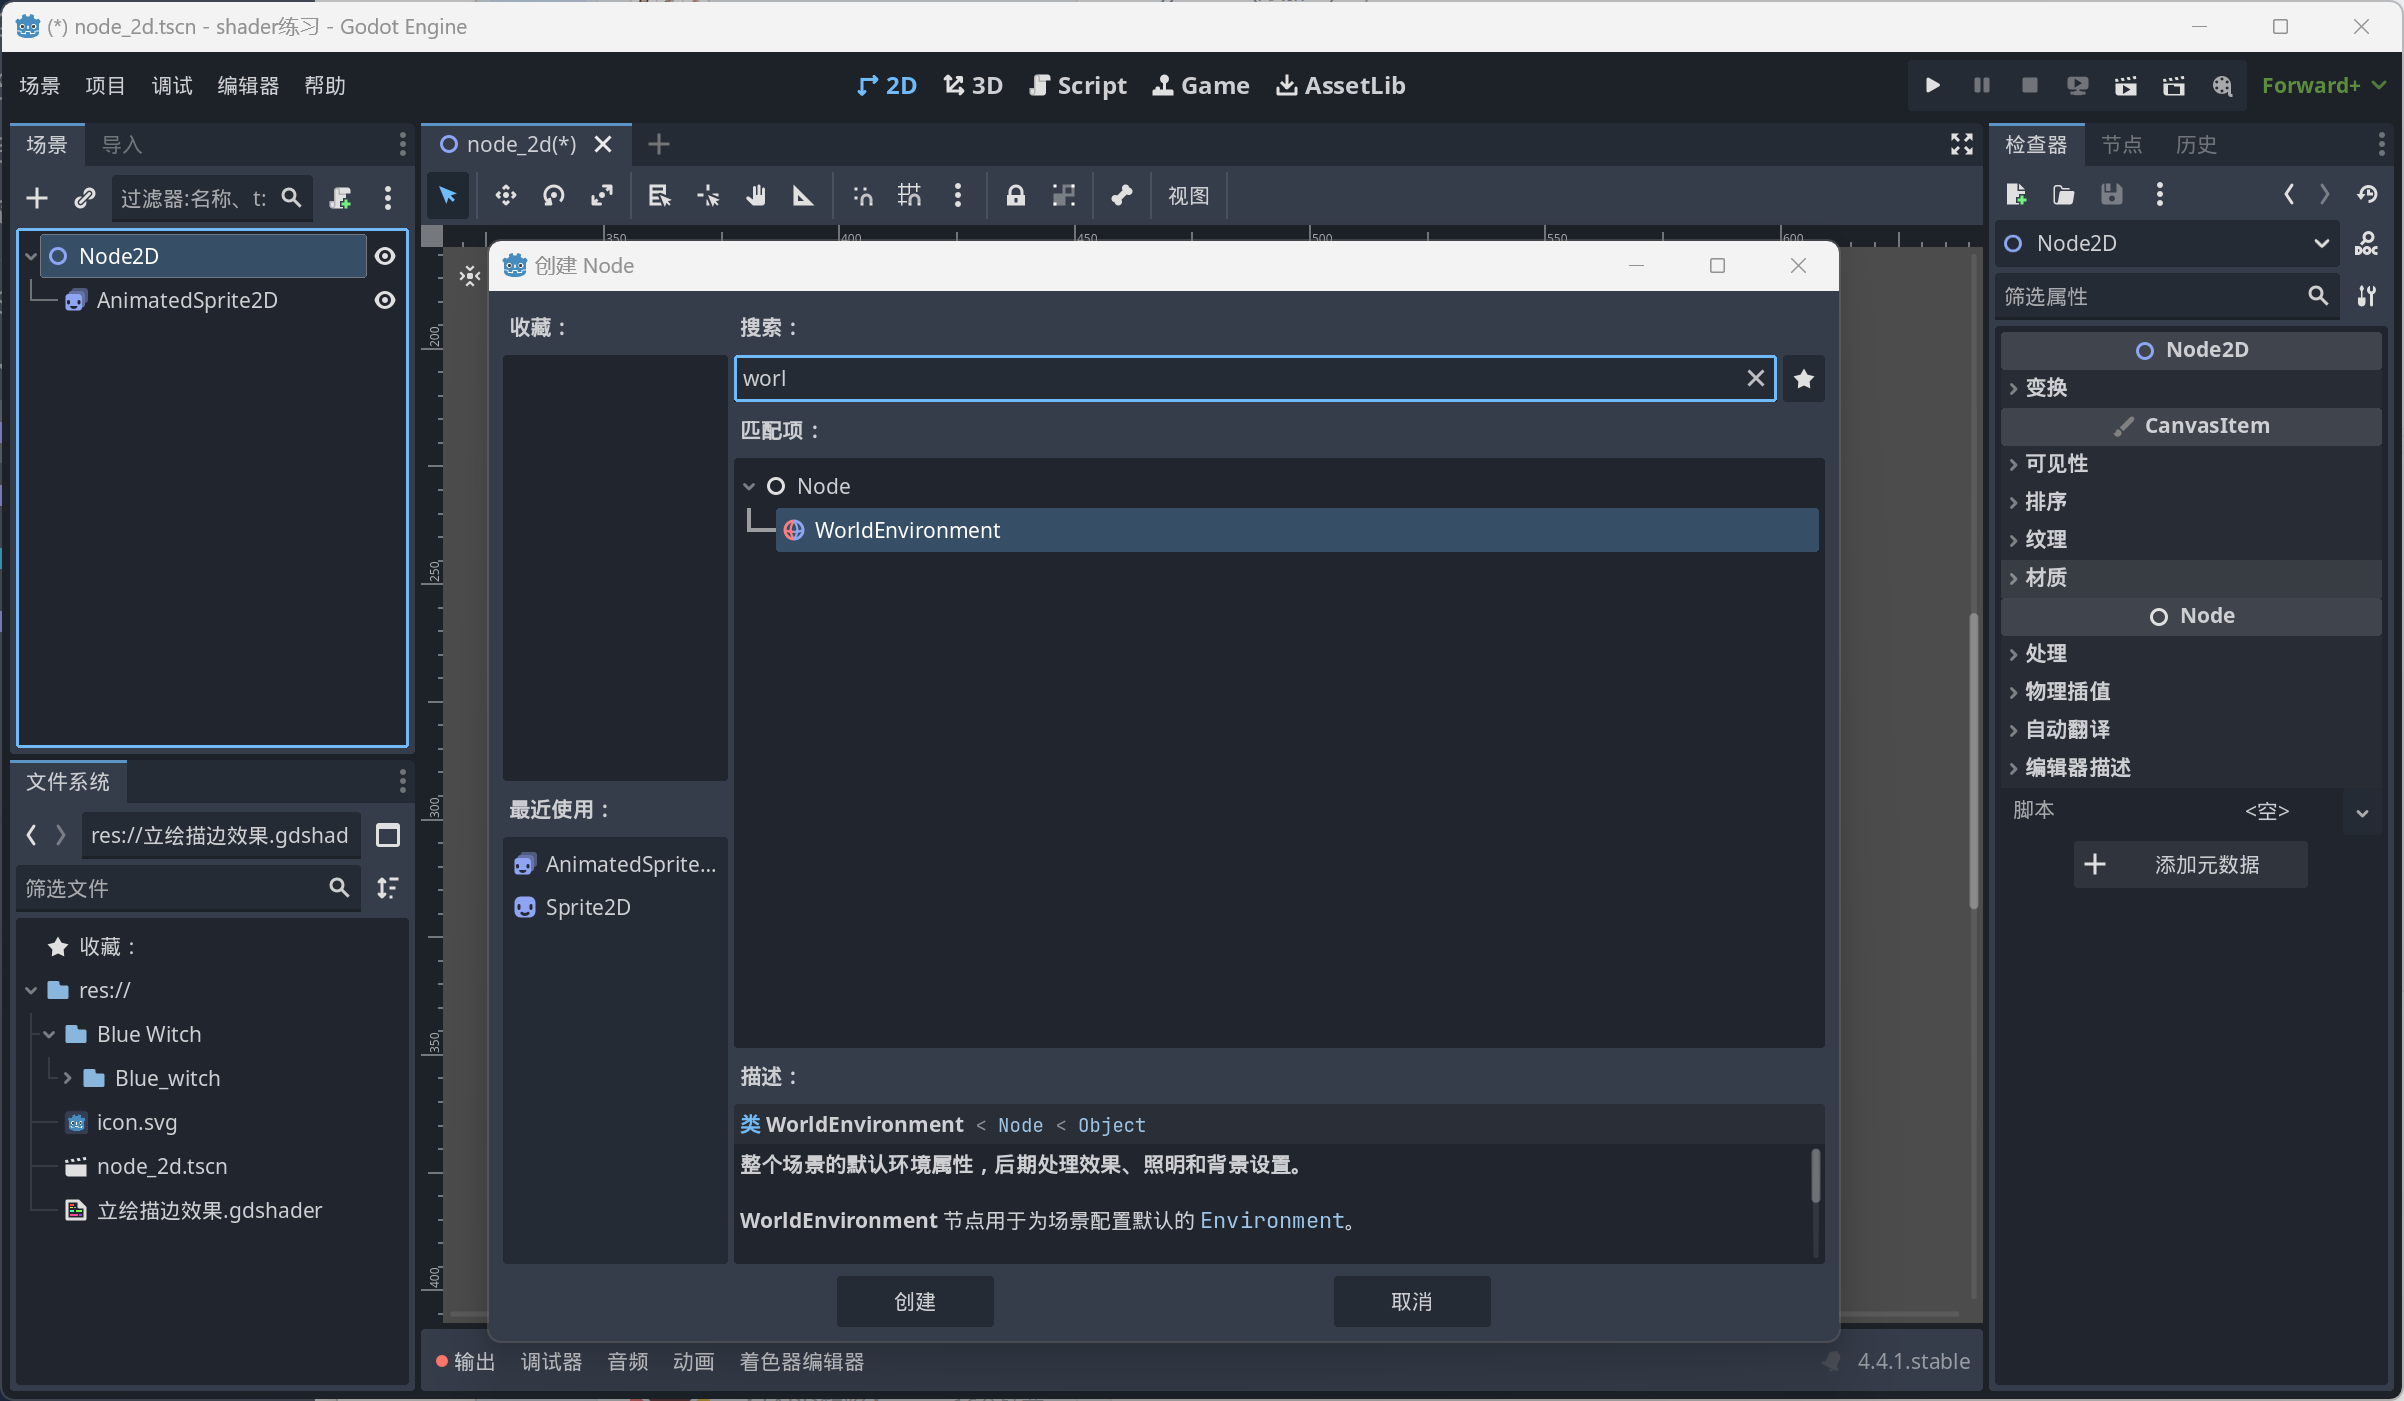 (*) node_2d.tscn - shader练习 - Godot Engine
场景 项目 调试 编辑器 帮助
2D 3D Script Game AssetLib
Forward+
场景 导入
过滤器:名称、t:
Node2D
AnimatedSprite2D
文件系统
res://立绘描边效果.gdshad
筛选文件
收藏：
res://
Blue Witch
Blue_witch
icon.svg
node_2d.tscn
立绘描边效果.gdshader
node_2d(*)
视图
350 400 450 500 550 600
200
250
300
350
400
创建 Node
收藏：
搜索：
worl
匹配项：
Node
WorldEnvironment
最近使用：
AnimatedSprite...
Sprite2D
描述：
类 WorldEnvironment < Node < Object
整个场景的默认环境属性，后期处理效果、照明和背景设置。
WorldEnvironment 节点用于为场景配置默认的 Environment。
创建 取消
输出 调试器 音频 动画 着色器编辑器
4.4.1.stable
检查器 节点 历史
Node2D
DOC
筛选属性
Node2D
变换
CanvasItem
可见性
排序
纹理
材质
Node
处理
物理插值
自动翻译
编辑器描述
脚本 <空>
添加元数据